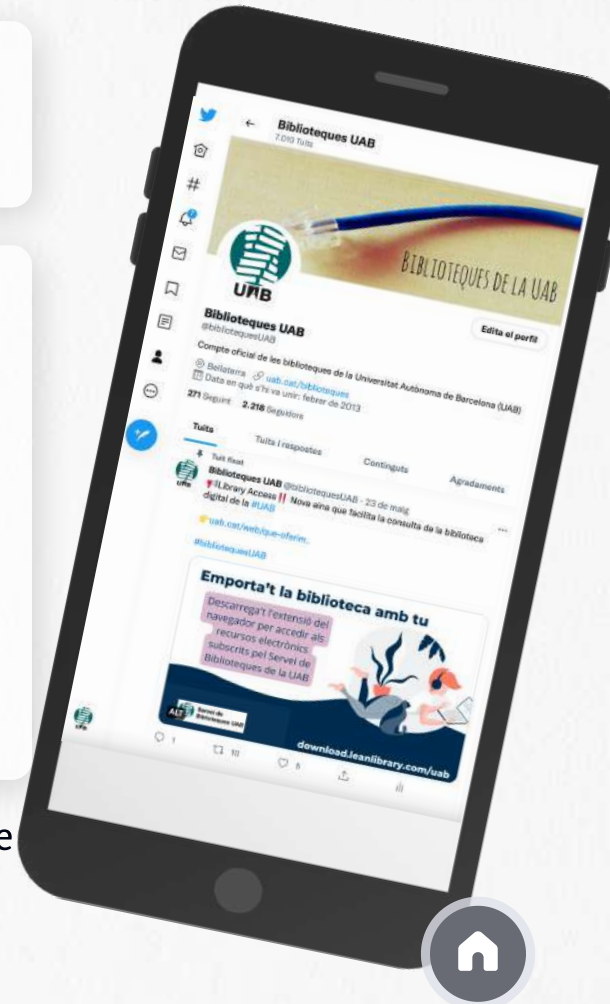 Biblioteques UAB
7.010 Tuits
BIBLIOTEQUES DE LA UAB
UAB
Edita el perfil
Biblioteques UAB
@bibliotequesUAB
Compte oficial de les biblioteques de la Universitat Autònoma de Barcelona (UAB)
Bellaterra uab.cat/biblioteques
Data en què s'hi va unir: febrer de 2013
271 Seguint 2.218 Seguidors
Tuits
Tuits i respostes
Continguts
Agradaments
Tuit fixat
Biblioteques UAB @bibliotequesUAB · 23 de maig
Library Access‼ Nova eina que facilita la consulta de la biblioteca
digital de la #UAB
uab.cat/web/que-oferim..
#bibliotequesUAB
Emporta't la biblioteca amb tu
Descarrega't l'extensió del
navegador per accedir als
recursos electrònics
subscrits pel Servei de
Biblioteques de la UAB
ALT
Servei de
Biblioteques UAB
download.leanlibrary.com/uab
1
10
6
e